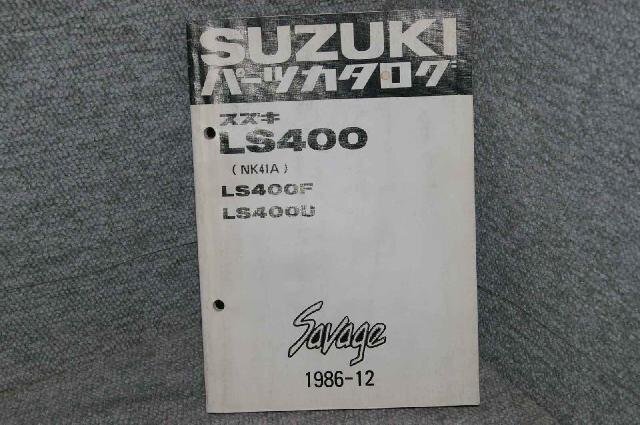 SUZUKI
パーツカタログ
スズキ
LS400
(NK41A)
LS400F
LS400U
Savage
1986-12